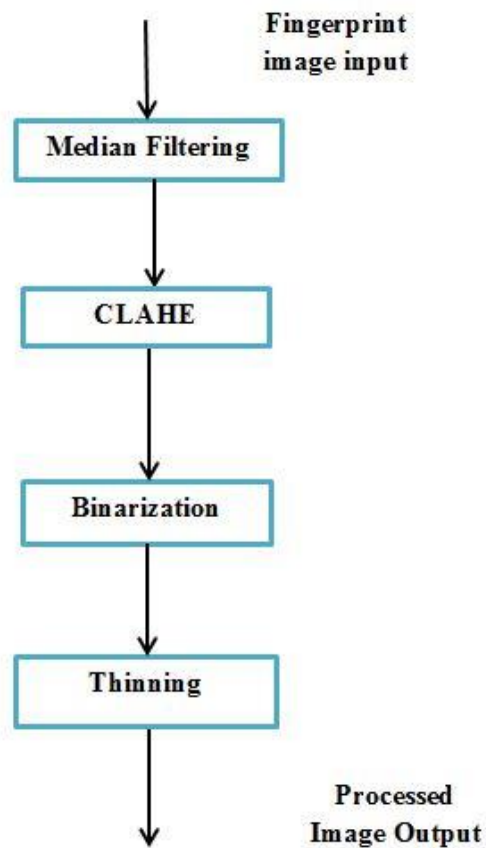 Fingerprint
image input
Median Filtering
CLAHE
Binarization
Thinning
Processed
Image Output